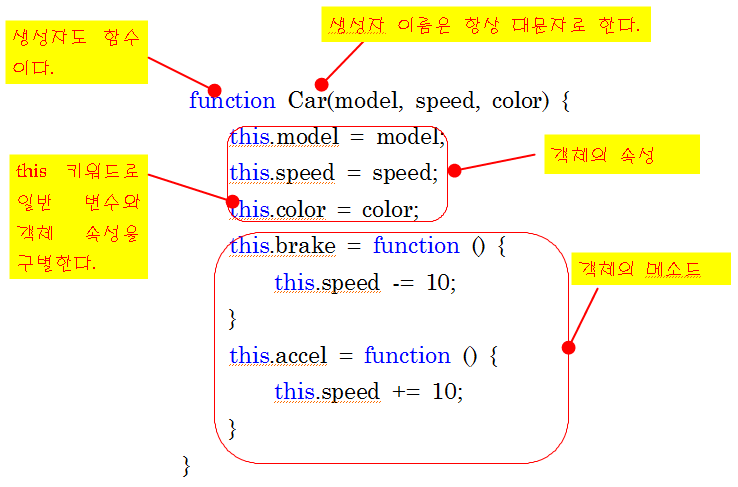 생성자도 함수
이다.
생성자 이름은 항상 대문자로 한다.
function Car(model, speed, color) {
this.model = model;
this.speed = speed;
this.color = color;
this.brake = function () {
this.speed -= 10;
}
this.accel = function () {
this.speed += 10;
}
}
this 키워드로
일반 변수와
객체 속성을
구별한다.
객체의 속성
객체의 메소드